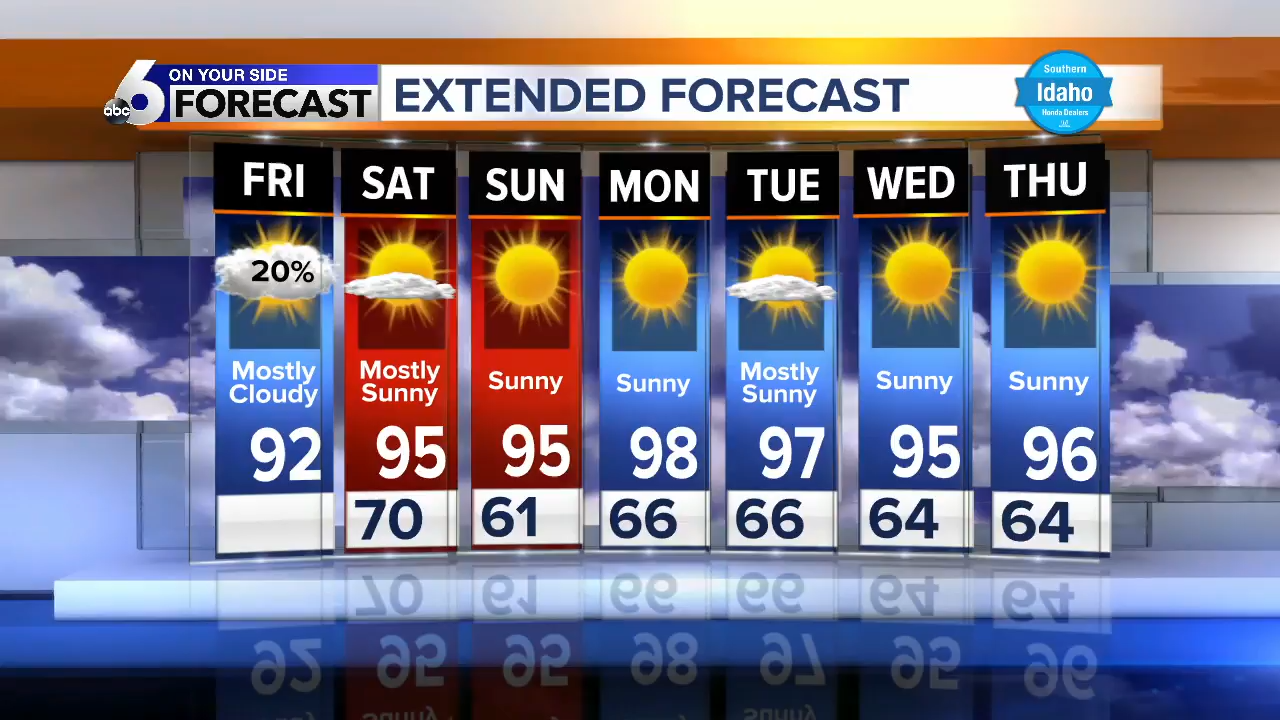 abc 6
ON YOUR SIDE
FORECAST
EXTENDED FORECAST
Southern
Idaho
Honda Dealers
FRI SAT SUN MON TUE WED THU
20%
Mostly Cloudy Mostly Sunny Sunny Sunny Mostly Sunny Sunny Sunny
92 95 95 98 97 95 96
70 61 66 66 64 64